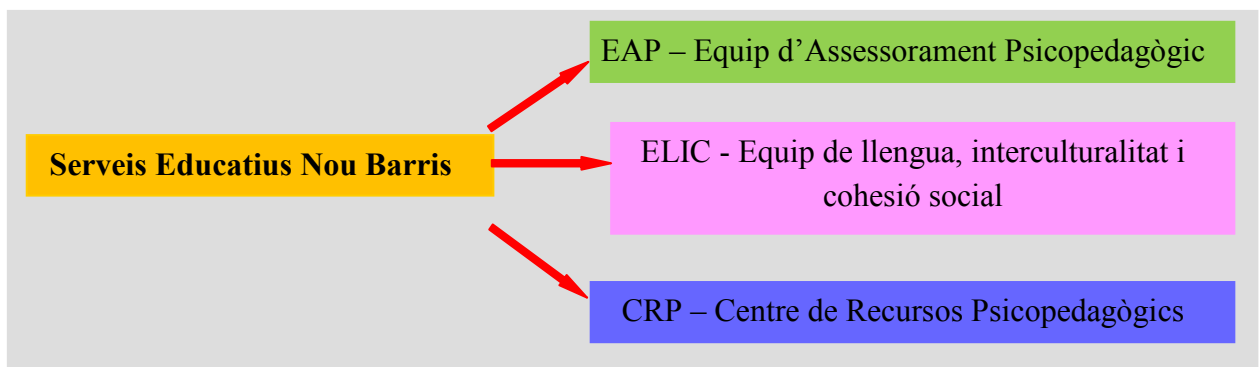 EAP – Equip d’Assessorament Psicopedagògic
Serveis Educatius Nou Barris
ELIC - Equip de llengua, interculturalitat i
cohesió social
CRP – Centre de Recursos Psicopedagògics